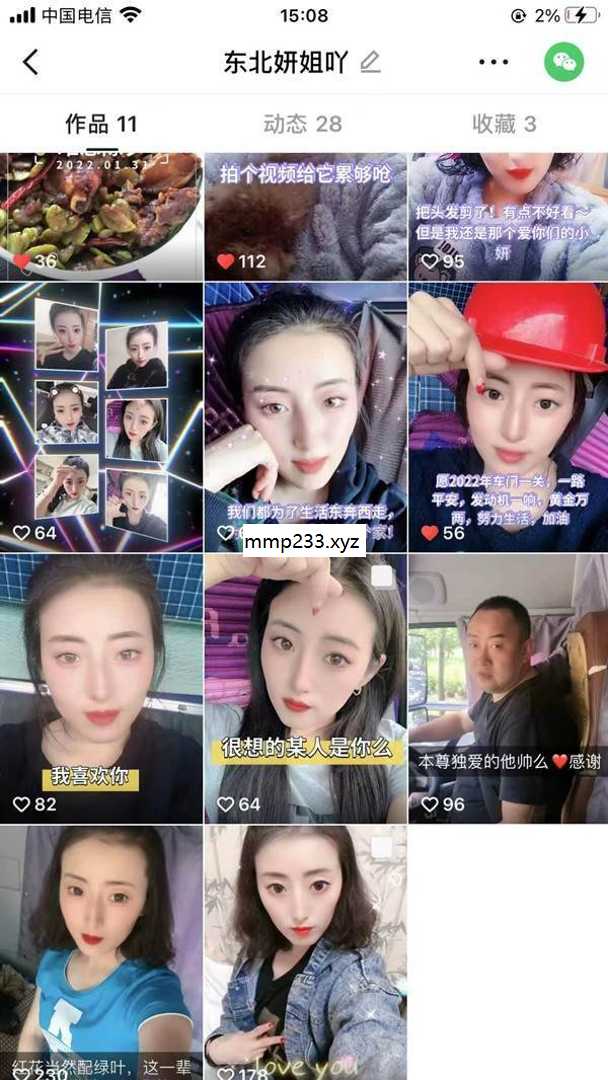 中国电信
15:08
2%
东北妍姐吖
作品 11
动态 28
收藏 3
2022.01.31
36
拍个视频给它累够呛
112
把头发剪了！有点不好看～
但是我还是那个爱你们的小
妍
95
64
我们都为了生活东奔西走，
个家！
愿2022年车门一关，一路
平安，发动机一响，黄金万
两，努力生活，加油
56
mmp233.xyz
我喜欢你
82
很想的某人是你么
64
本尊独爱的他帅么❤️感谢
96
红花当然配绿叶，这一辈
230
love you
178